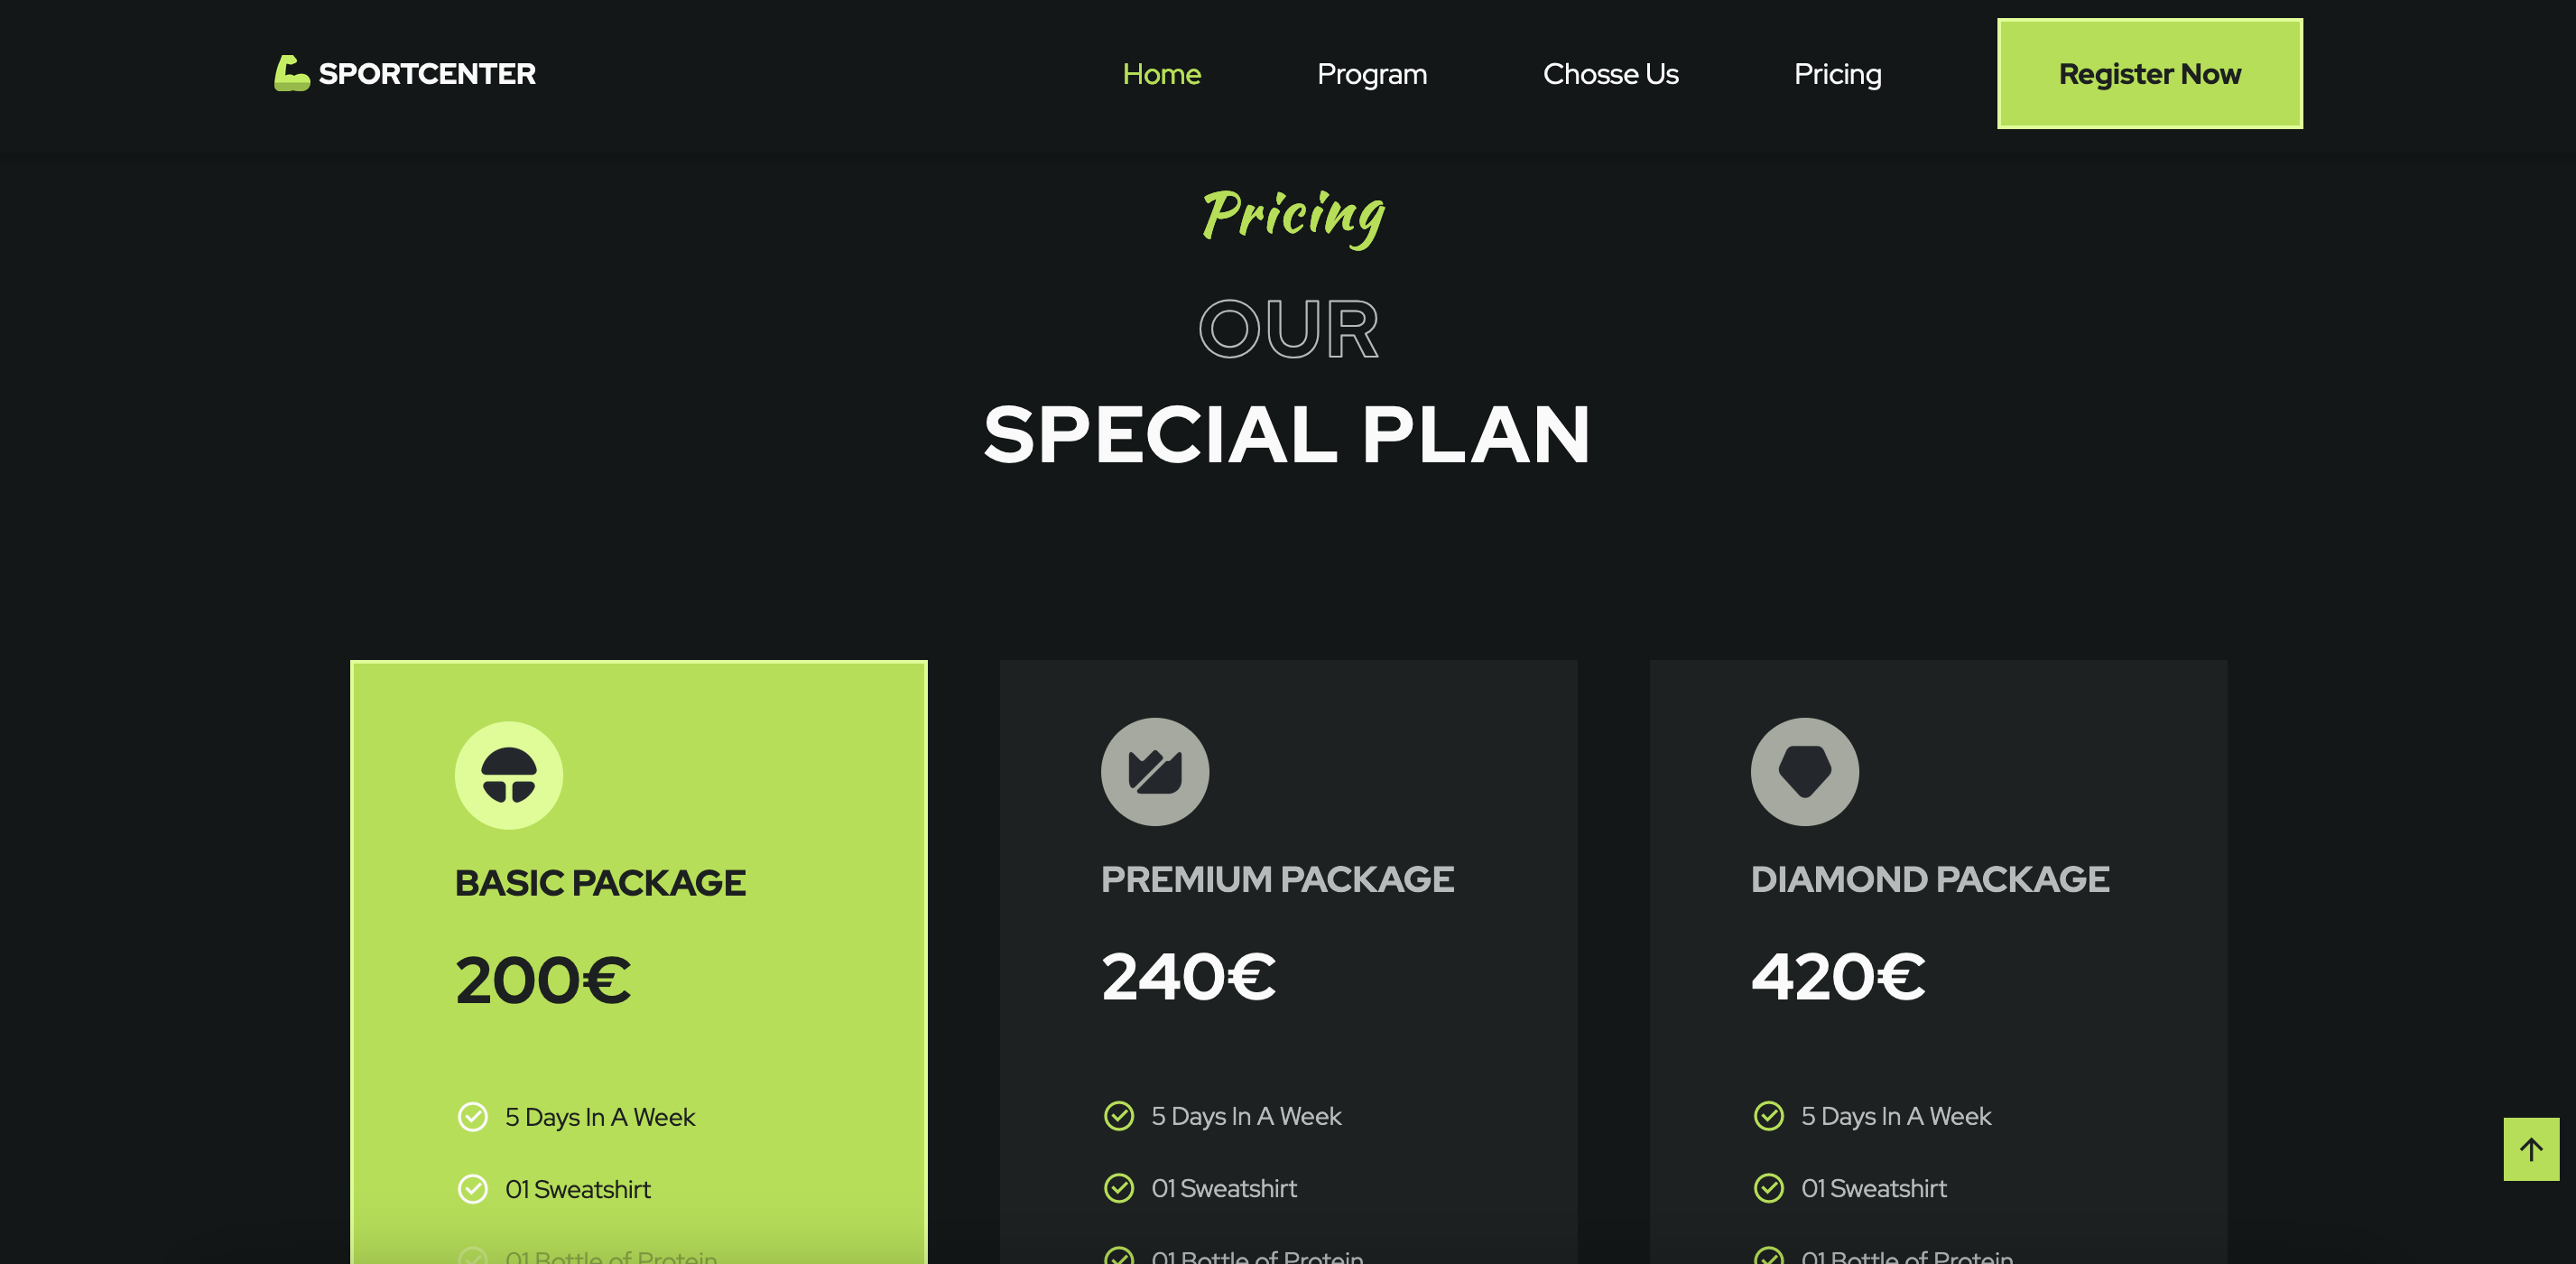 SPORTCENTER
Home Program Chosse Us Pricing Register Now
Pricing
OUR
SPECIAL PLAN
BASIC PACKAGE
200€
5 Days In A Week
01 Sweatshirt
01 Bottle of Protein
PREMIUM PACKAGE
240€
5 Days In A Week
01 Sweatshirt
01 Bottle of Protein
DIAMOND PACKAGE
420€
5 Days In A Week
01 Sweatshirt
01 Bottle of Protein